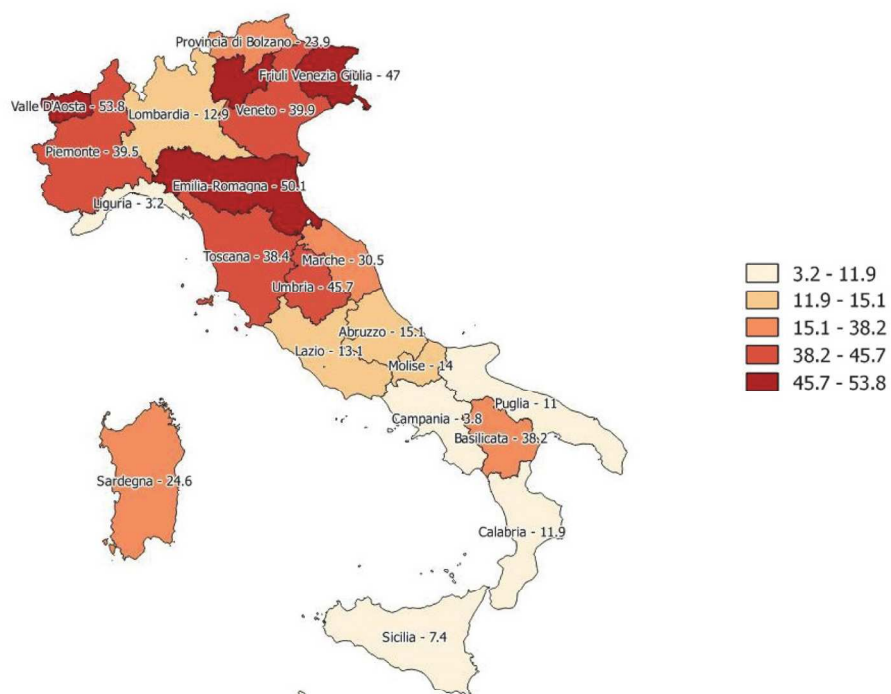 Provincia di Bolzano - 23.9
Friuli Venezia Giulia - 47
Valle D'Aosta - 53.8
Lombardia - 12.9
Veneto - 39.9
Piemonte - 39.5
Emilia-Romagna - 50.1
Liguria - 3.2
Toscana - 38.4
Marche - 30.5
Umbria - 45.7
Abruzzo - 15.1
Lazio - 13.1
Molise - 14
Puglia - 11
Campania - 3.8
Basilicata - 38.2
Sardegna - 24.6
Calabria - 11.9
Sicilia - 7.4
3.2 - 11.9
11.9 - 15.1
15.1 - 38.2
38.2 - 45.7
45.7 - 53.8